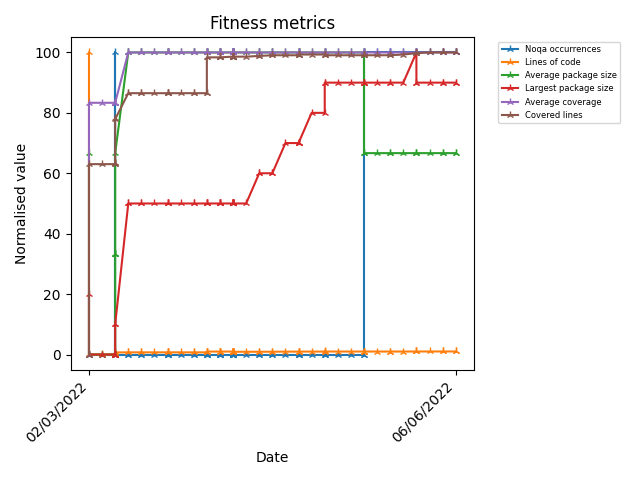 Fitness metrics
Normalised value
100
80
60
40
20
0
02/03/2022
06/06/2022
Date
Noqa occurrences
Lines of code
Average package size
Largest package size
Average coverage
Covered lines